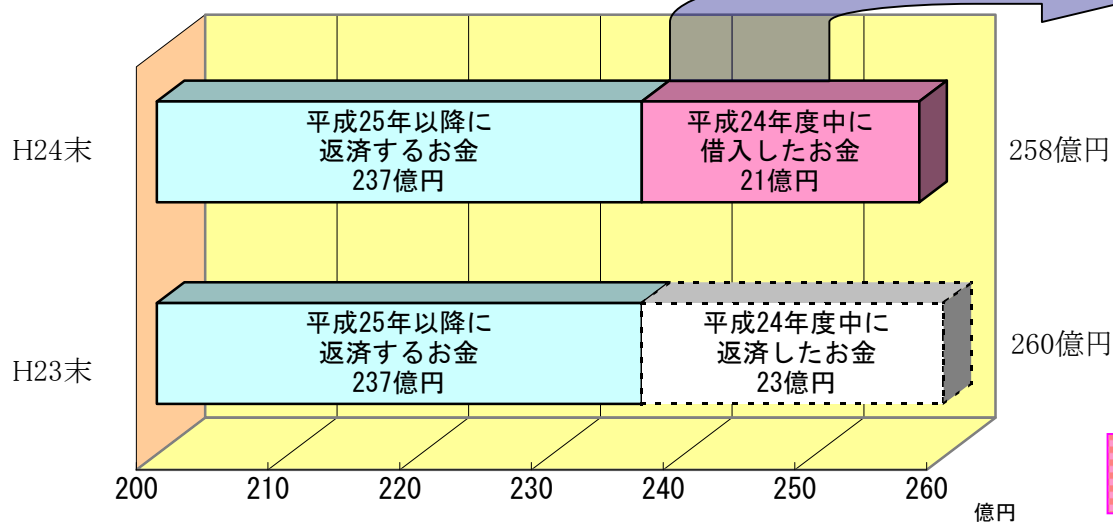 H24末
平成25年以降に
返済するお金
237億円
平成24年度中に
借入したお金
21億円
258億円
H23末
平成25年以降に
返済するお金
237億円
平成24年度中に
返済したお金
23億円
260億円
200 210 220 230 240 250 260
億円